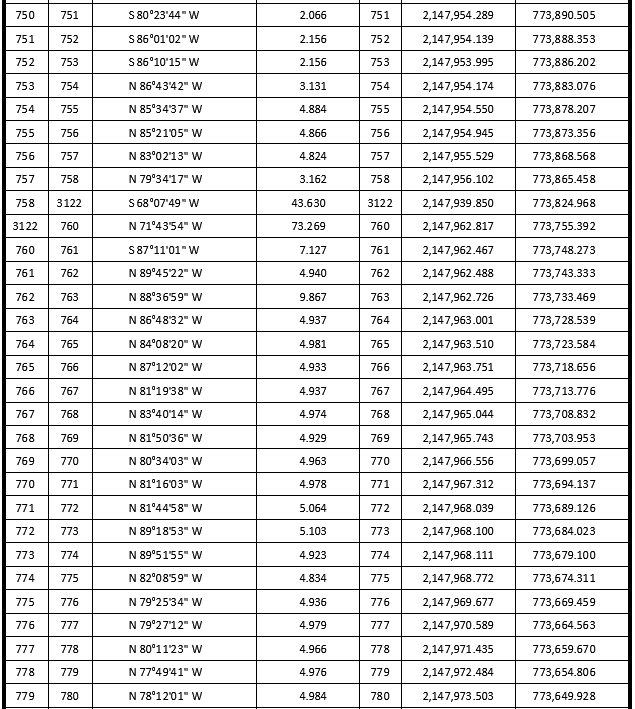 750 751 S 80°23'44" W 2.066 751 2,147,954.289 773,890.505
751 752 S 86°01'02" W 2.156 752 2,147,954.139 773,888.353
752 753 S 86°10'15" W 2.156 753 2,147,953.995 773,886.202
753 754 N 86°43'42" W 3.131 754 2,147,954.174 773,883.076
754 755 N 85°34'37" W 4.884 755 2,147,954.550 773,878.207
755 756 N 85°21'05" W 4.866 756 2,147,954.945 773,873.356
756 757 N 83°02'13" W 4.824 757 2,147,955.529 773,868.568
757 758 N 79°34'17" W 3.162 758 2,147,956.102 773,865.458
758 3122 S 68°07'49" W 43.630 3122 2,147,939.850 773,824.968
3122 760 N 71°43'54" W 73.269 760 2,147,962.817 773,755.392
760 761 S 87°11'01" W 7.127 761 2,147,962.467 773,748.273
761 762 N 89°45'22" W 4.940 762 2,147,962.488 773,743.333
762 763 N 88°36'59" W 9.867 763 2,147,962.726 773,733.469
763 764 N 86°48'32" W 4.937 764 2,147,963.001 773,728.539
764 765 N 84°08'20" W 4.981 765 2,147,963.510 773,723.584
765 766 N 87°12'02" W 4.933 766 2,147,963.751 773,718.656
766 767 N 81°19'38" W 4.937 767 2,147,964.495 773,713.776
767 768 N 83°40'14" W 4.974 768 2,147,965.044 773,708.832
768 769 N 81°50'36" W 4.929 769 2,147,965.743 773,703.953
769 770 N 80°34'03" W 4.963 770 2,147,966.556 773,699.057
770 771 N 81°16'03" W 4.978 771 2,147,967.312 773,694.137
771 772 N 81°44'58" W 5.064 772 2,147,968.039 773,689.126
772 773 N 89°18'53" W 5.103 773 2,147,968.100 773,684.023
773 774 N 89°51'55" W 4.923 774 2,147,968.111 773,679.100
774 775 N 82°08'59" W 4.834 775 2,147,968.772 773,674.311
775 776 N 79°25'34" W 4.936 776 2,147,969.677 773,669.459
776 777 N 79°27'12" W 4.979 777 2,147,970.589 773,664.563
777 778 N 80°11'23" W 4.966 778 2,147,971.435 773,659.670
778 779 N 77°49'41" W 4.976 779 2,147,972.484 773,654.806
779 780 N 78°12'01" W 4.984 780 2,147,973.503 773,649.928